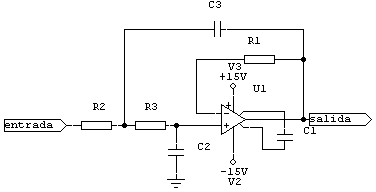 C3
R1
V3
+15V
U1
R2
R3
entrada
salida
C1
C2
-15V
V2